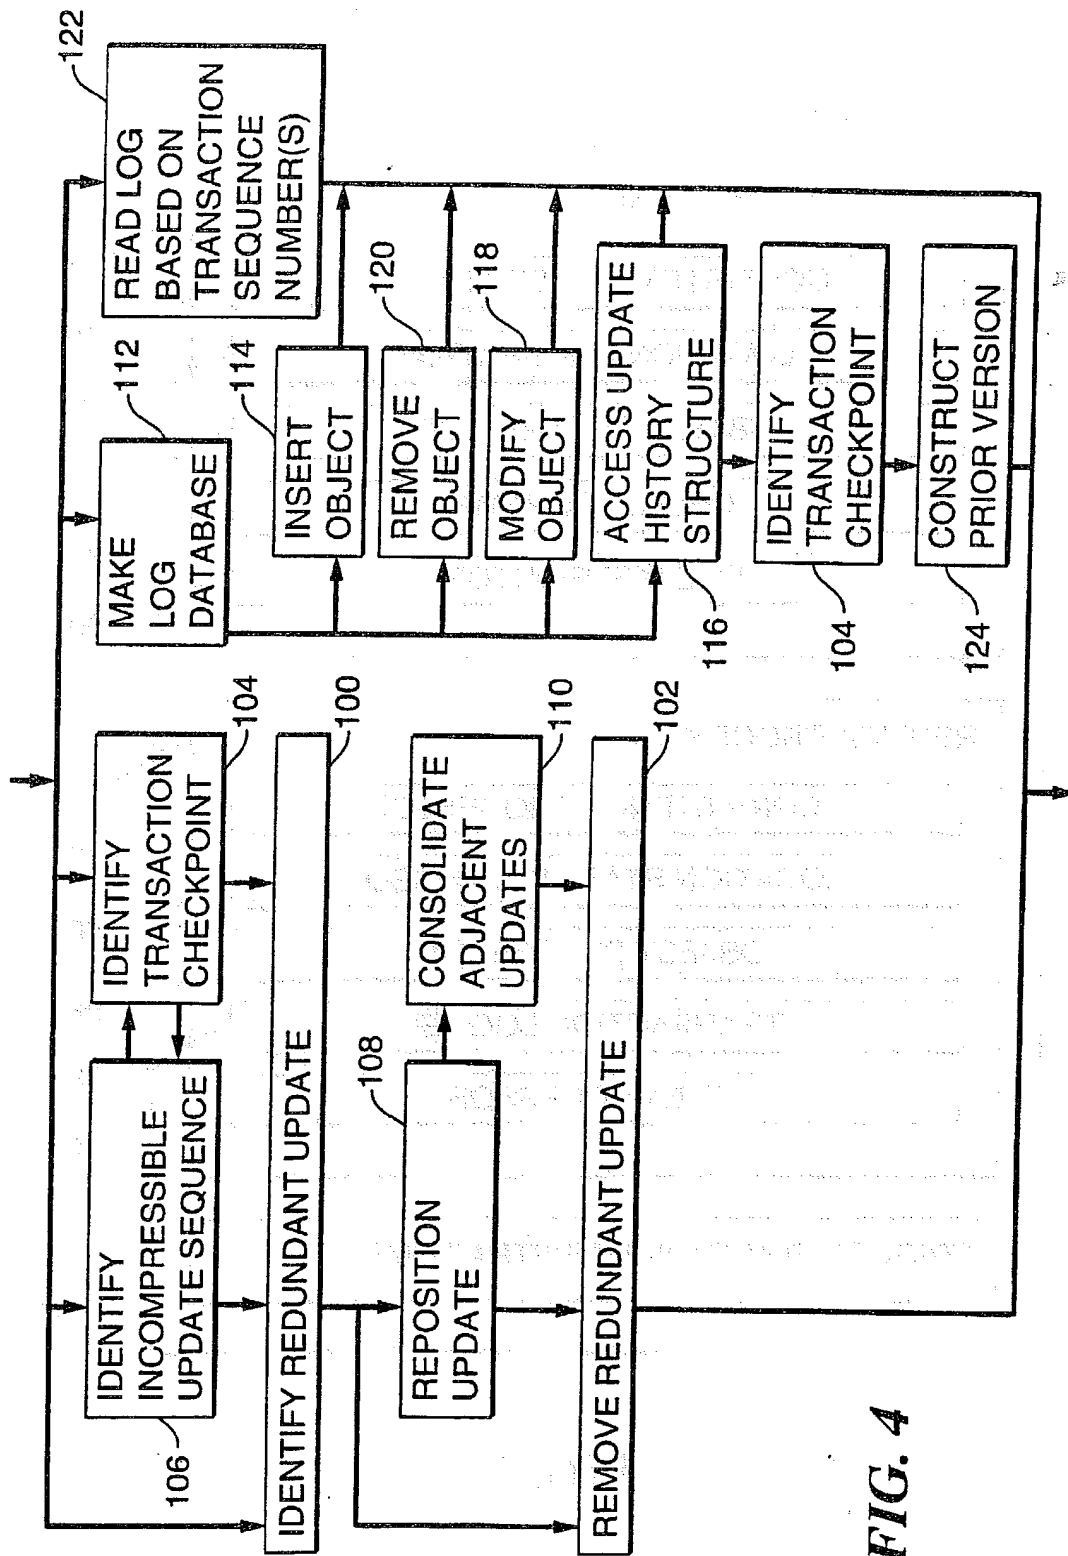 IDENTIFY
INCOMPRESSIBLE
UPDATE SEQUENCE
106
IDENTIFY
TRANSACTION
CHECKPOINT
104
MAKE
LOG
DATABASE
112
READ LOG
BASED ON
TRANSACTION
SEQUENCE
NUMBER(S)
122
IDENTIFY REDUNDANT UPDATE
100
INSERT
OBJECT
114
REMOVE
OBJECT
120
REPOSITION
UPDATE
108
CONSOLIDATE
ADJACENT
UPDATES
110
MODIFY
OBJECT
118
REMOVE REDUNDANT UPDATE
102
ACCESS UPDATE
HISTORY
STRUCTURE
116
IDENTIFY
TRANSACTION
CHECKPOINT
104
CONSTRUCT
PRIOR VERSION
124
FIG. 4